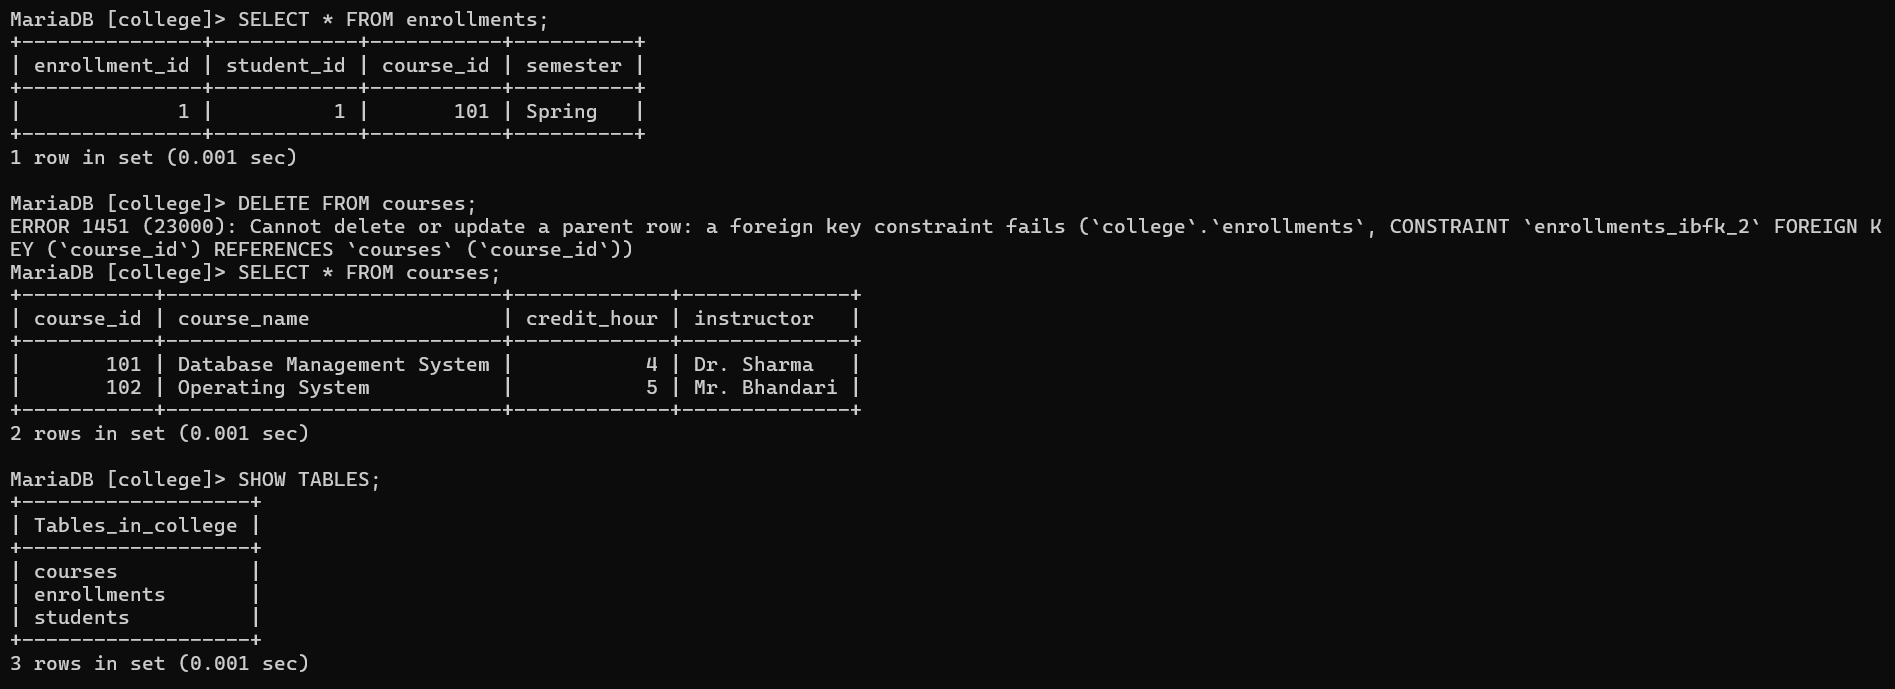 MariaDB [college]> SELECT * FROM enrollments;
+---------------+------------+-----------+----------+
| enrollment_id | student_id | course_id | semester |
+---------------+------------+-----------+----------+
|             1 |          1 |       101 | Spring   |
+---------------+------------+-----------+----------+
1 row in set (0.001 sec)

MariaDB [college]> DELETE FROM courses;
ERROR 1451 (23000): Cannot delete or update a parent row: a foreign key constraint fails (`college`.`enrollments`, CONSTRAINT `enrollments_ibfk_2` FOREIGN K
EY (`course_id`) REFERENCES `courses` (`course_id`))
MariaDB [college]> SELECT * FROM courses;
+-----------+----------------------------+-------------+--------------+
| course_id | course_name                | credit_hour | instructor   |
+-----------+----------------------------+-------------+--------------+
|       101 | Database Management System |           4 | Dr. Sharma   |
|       102 | Operating System           |           5 | Mr. Bhandari |
+-----------+----------------------------+-------------+--------------+
2 rows in set (0.001 sec)

MariaDB [college]> SHOW TABLES;
+-------------------+
| Tables_in_college |
+-------------------+
| courses           |
| enrollments       |
| students          |
+-------------------+
3 rows in set (0.001 sec)